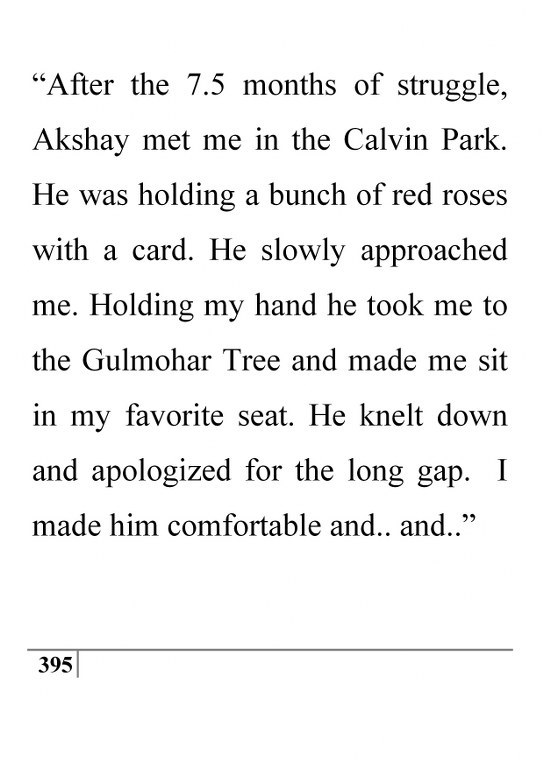 “After the 7.5 months of struggle,
Akshay met me in the Calvin Park.
He was holding a bunch of red roses
with a card. He slowly approached
me. Holding my hand he took me to
the Gulmohar Tree and made me sit
in my favorite seat. He knelt down
and apologized for the long gap.  I
made him comfortable and.. and..”
395